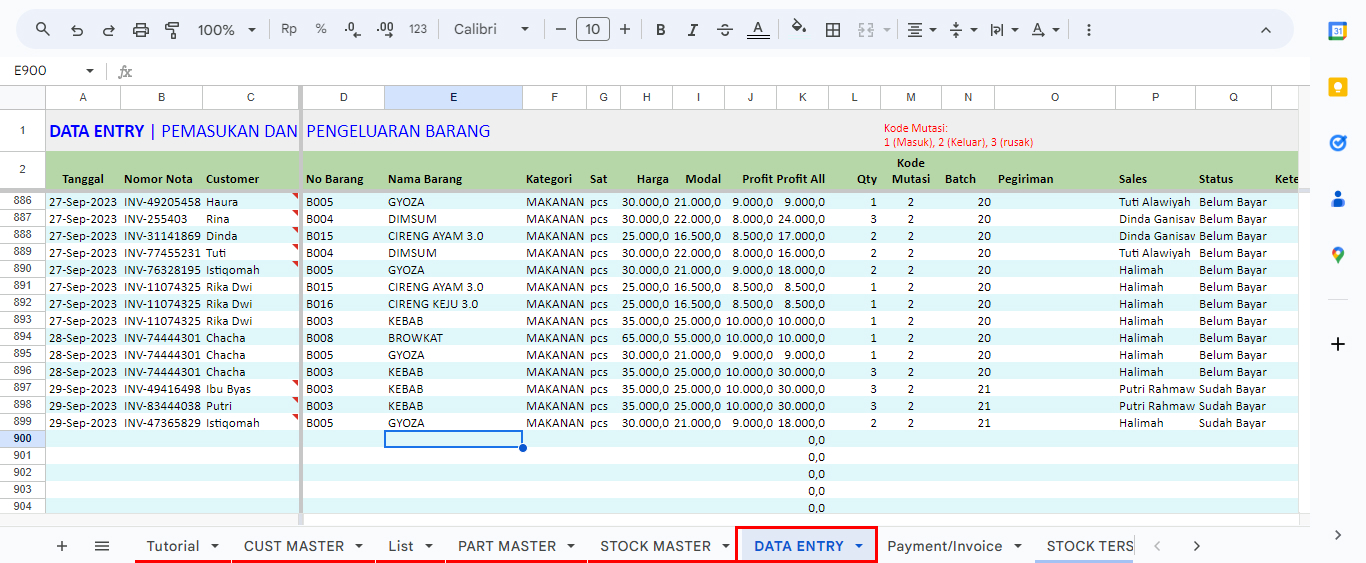 100% Rp % .0 .00 123 Calibri 10 B I S A A
31
E900 fx
A B C D E F G H I J K L M N O P Q
1 DATA ENTRY | PEMASUKAN DAN PENGELUARAN BARANG Kode Mutasi:
1 (Masuk), 2 (Keluar), 3 (rusak)
2 Tanggal Nomor Nota Customer No Barang Nama Barang Kategori Sat Harga Modal Profit Profit All Qty Kode Mutasi Batch Pegiriman Sales Status Kete
886 27-Sep-2023 INV-49205458 Haura B005 GYOZA MAKANAN pcs 30.000,0 21.000,0 9.000,0 9.000,0 1 2 20 Tuti Alawiyah Belum Bayar
887 27-Sep-2023 INV-255403 Rina B004 DIMSUM MAKANAN pcs 30.000,0 22.000,0 8.000,0 24.000,0 3 2 20 Dinda Ganisaw Belum Bayar
888 27-Sep-2023 INV-31141869 Dinda B015 CIRENG AYAM 3.0 MAKANAN pcs 25.000,0 16.500,0 8.500,0 17.000,0 2 2 20 Dinda Ganisaw Belum Bayar
889 27-Sep-2023 INV-77455231 Tuti B004 DIMSUM MAKANAN pcs 30.000,0 22.000,0 8.000,0 16.000,0 2 2 20 Tuti Alawiyah Belum Bayar
890 27-Sep-2023 INV-76328195 Istiqomah B005 GYOZA MAKANAN pcs 30.000,0 21.000,0 9.000,0 18.000,0 2 2 20 Halimah Belum Bayar
891 27-Sep-2023 INV-11074325 Rika Dwi B015 CIRENG AYAM 3.0 MAKANAN pcs 25.000,0 16.500,0 8.500,0 8.500,0 1 2 20 Halimah Belum Bayar
892 27-Sep-2023 INV-11074325 Rika Dwi B016 CIRENG KEJU 3.0 MAKANAN pcs 25.000,0 16.500,0 8.500,0 8.500,0 1 2 20 Halimah Belum Bayar
893 27-Sep-2023 INV-11074325 Rika Dwi B003 KEBAB MAKANAN pcs 35.000,0 25.000,0 10.000,0 10.000,0 1 2 20 Halimah Belum Bayar
894 28-Sep-2023 INV-74444301 Chacha B008 BROWKAT MAKANAN pcs 65.000,0 55.000,0 10.000,0 10.000,0 1 2 20 Halimah Belum Bayar
895 28-Sep-2023 INV-74444301 Chacha B005 GYOZA MAKANAN pcs 30.000,0 21.000,0 9.000,0 9.000,0 1 2 20 Halimah Belum Bayar
896 28-Sep-2023 INV-74444301 Chacha B003 KEBAB MAKANAN pcs 35.000,0 25.000,0 10.000,0 30.000,0 3 2 20 Halimah Belum Bayar
897 29-Sep-2023 INV-49416498 Ibu Byas B003 KEBAB MAKANAN pcs 35.000,0 25.000,0 10.000,0 30.000,0 3 2 21 Putri Rahmaw Sudah Bayar
898 29-Sep-2023 INV-83444038 Putri B003 KEBAB MAKANAN pcs 35.000,0 25.000,0 10.000,0 30.000,0 3 2 21 Putri Rahmaw Sudah Bayar
899 29-Sep-2023 INV-47365829 Istiqomah B005 GYOZA MAKANAN pcs 30.000,0 21.000,0 9.000,0 18.000,0 2 2 21 Halimah Sudah Bayar
900 0,0
901 0,0
902 0,0
903 0,0
904 0,0
Tutorial CUST MASTER List PART MASTER STOCK MASTER DATA ENTRY Payment/Invoice STOCK TERS